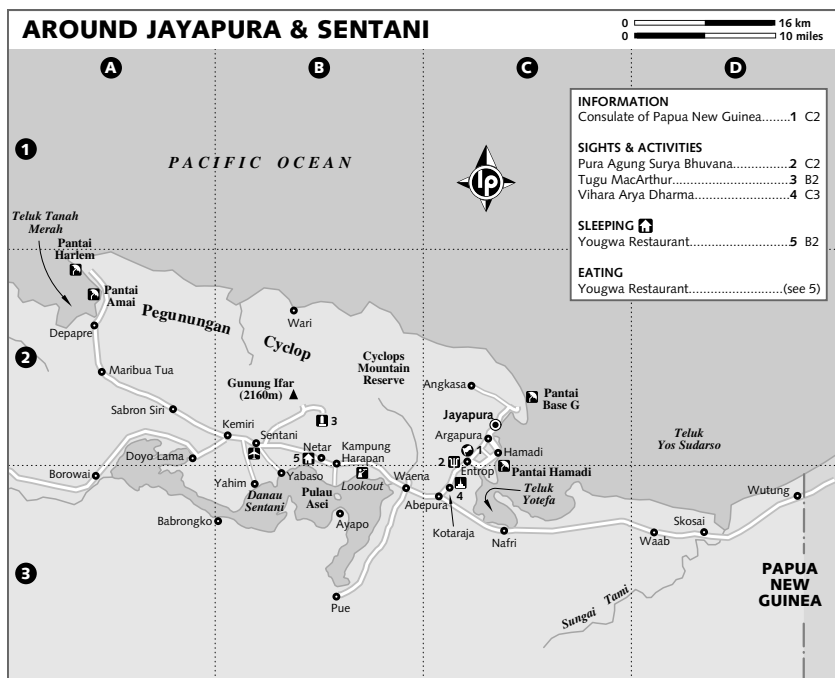 AROUND JAYAPURA & SENTANI
0 16 km
0 10 miles
A B C D
INFORMATION
Consulate of Papua New Guinea........1 C2
SIGHTS & ACTIVITIES
Pura Agung Surya Bhuvana................2 C2
Tugu MacArthur................................3 B2
Vihara Arya Dharma..........................4 C3
SLEEPING
Yougwa Restaurant...........................5 B2
EATING
Yougwa Restaurant.......................(see 5)
1
PACIFIC OCEAN
lp
Teluk Tanah
Merah
Pantai
Harlem
Pantai
Amai
Depapre
Pegunungan
Cyclop
Wari
2
Maribua Tua
Gunung Ifar
(2160m)
Cyclops
Mountain
Reserve
Angkasa
Pantai
Base G
Sabron Siri
3
Jayapura
Teluk
Yos Sudarso
Kemiri
Sentani
Argapura
Hamadi
Doyo Lama
Netar
Kampung
Harapan
5
1
2
Entrop
Pantai Hamadi
Borowai
Yahim
Yabaso
Lookout
Waena
4
Teluk
Yotefa
Wutung
Danau
Sentani
Pulau
Asei
Abepura
Babrongko
Ayapo
Kotaraja
Nafri
Waab
Skosai
3
Pue
Sungai Tami
PAPUA
NEW
GUINEA